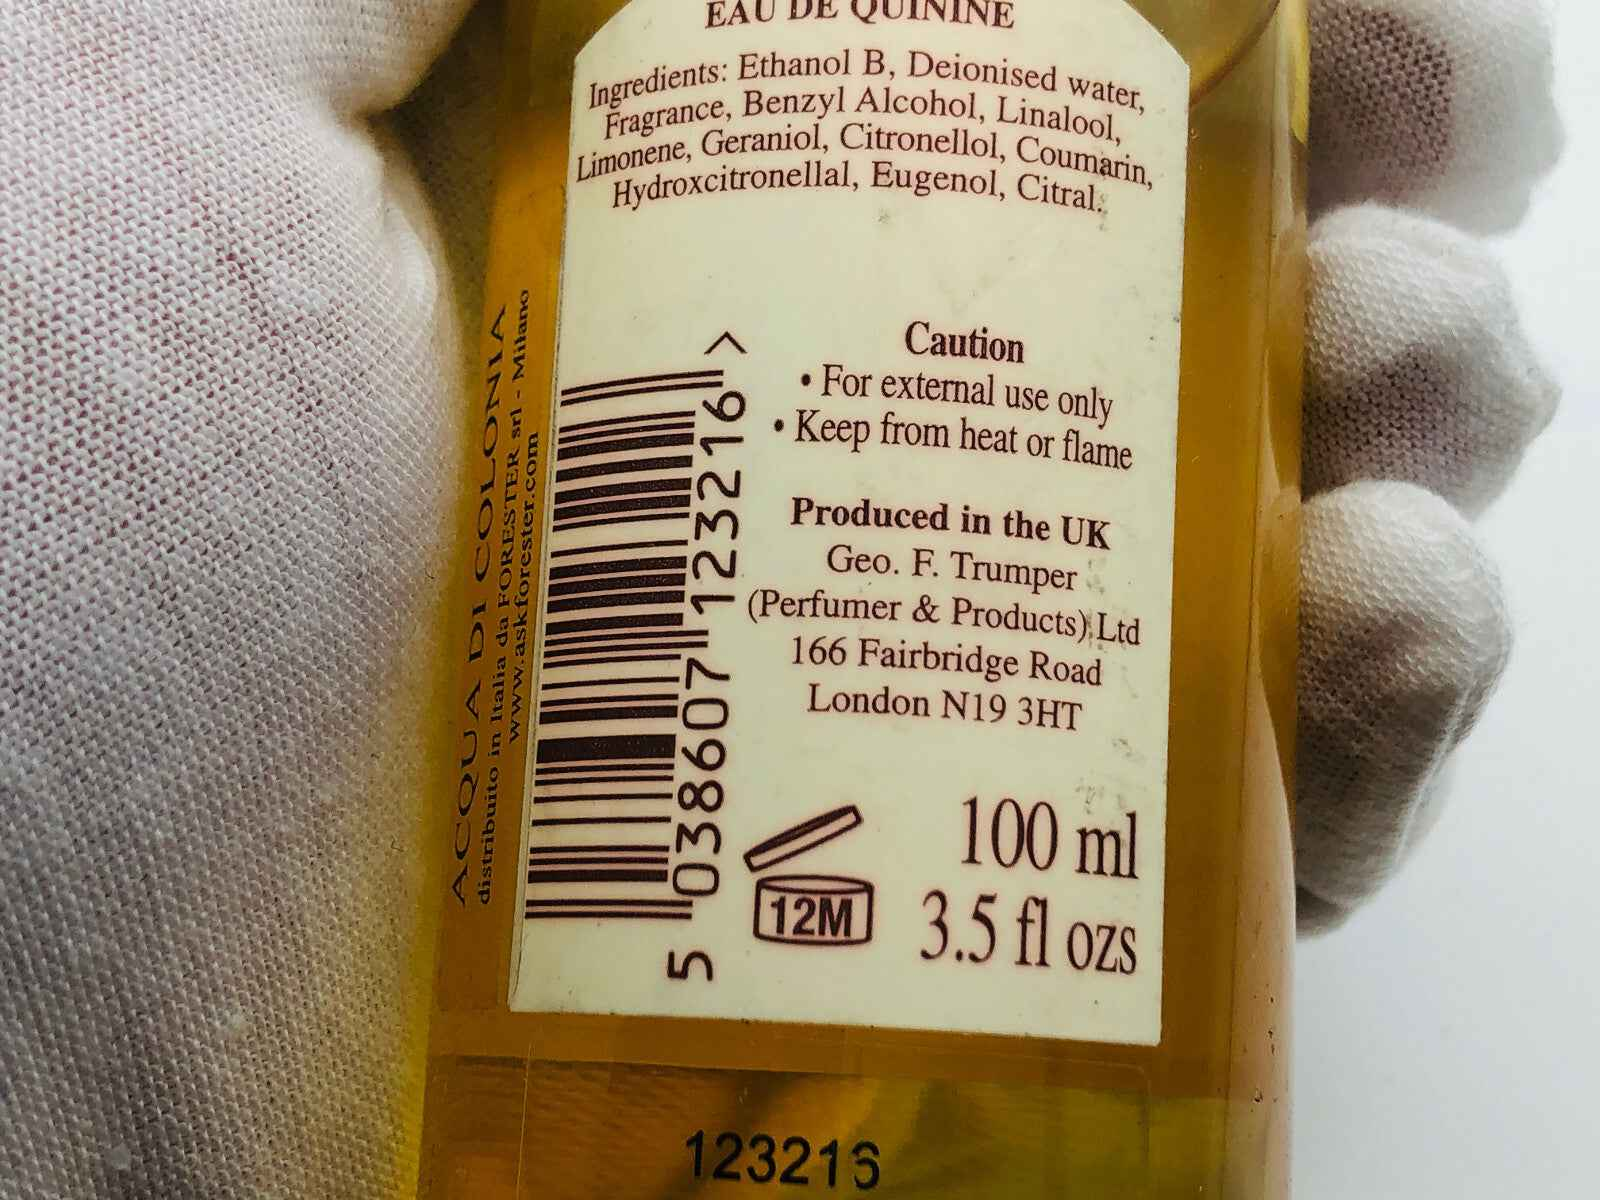 EAU DE QUININE
Ingredients: Ethanol B, Deionised water,
Fragrance, Benzyl Alcohol, Linalool,
Limonene, Geraniol, Citronellol, Coumarin,
Hydroxcitronellal, Eugenol, Citral.
Caution
• For external use only
• Keep from heat or flame
Produced in the UK
Geo. F. Trumper
(Perfumer & Products) Ltd
166 Fairbridge Road
London N19 3HT
100 ml
3.5 fl ozs
12M
5 038607 123216 >
ACQUA DI COLONIA
distribuito in Italia da FORESTER srl - Milano
www.askforester.com
123216